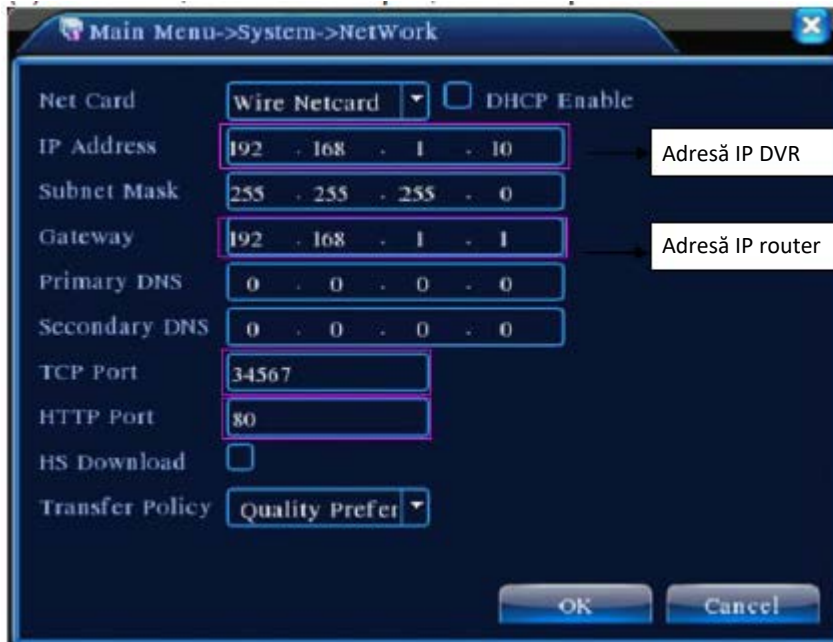 Main Menu->System->NetWork
Net Card Wire Netcard DHCP Enable
IP Address 192 . 168 . 1 . 10 Adresă IP DVR
Subnet Mask 255 . 255 . 255 . 0
Gateway 192 . 168 . 1 . 1 Adresă IP router
Primary DNS 0 . 0 . 0 . 0
Secondary DNS 0 . 0 . 0 . 0
TCP Port 34567
HTTP Port 80
HS Download
Transfer Policy Quality Prefer
OK Cancel